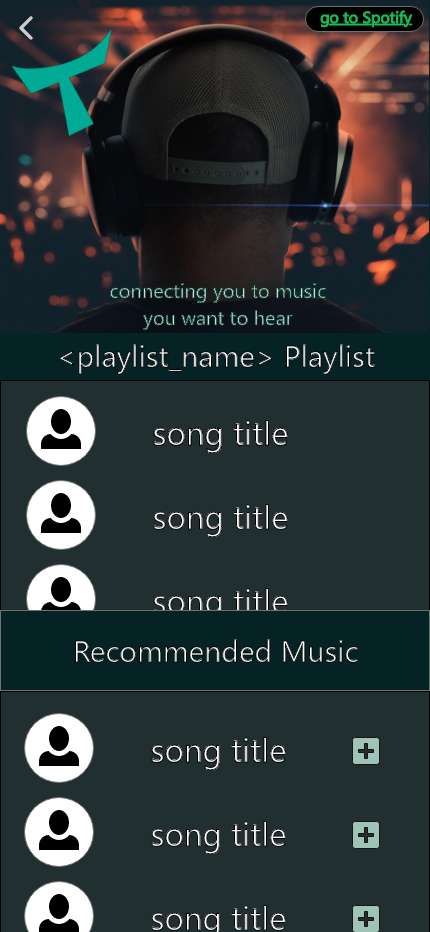 go to Spotify
connecting you to music
you want to hear
<playlist_name> Playlist
song title
song title
song title
Recommended Music
song title
song title
song title